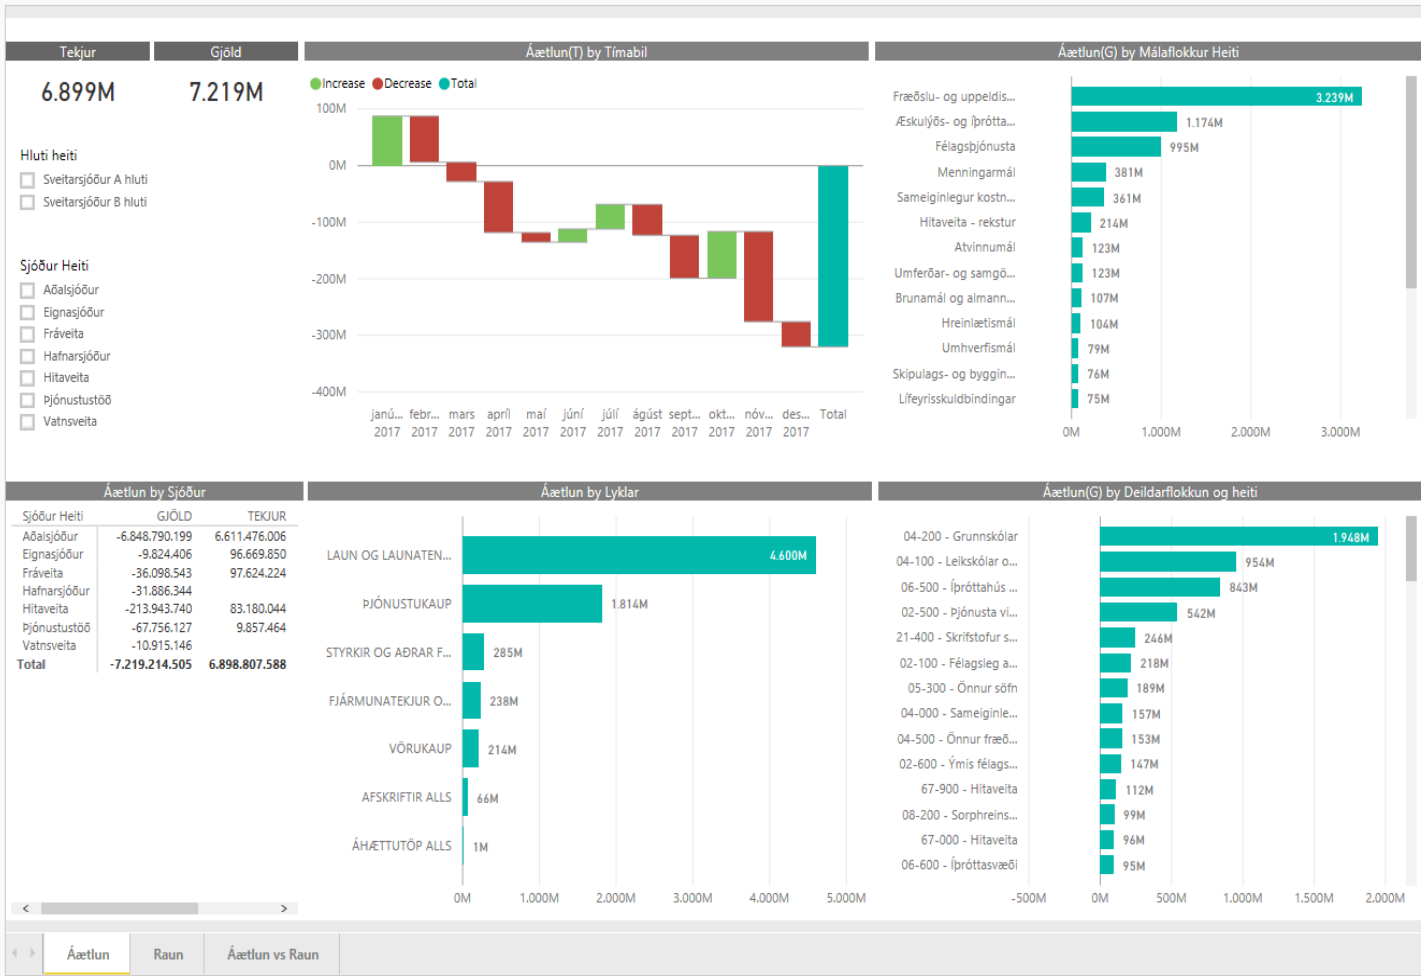 Tekjur
6.899M
Gjöld
7.219M
Hluti heiti
Sveitarsjóður A hluti
Sveitarsjóður B hluti
Sjóður Heiti
Aðalsjóður
Eignasjóður
Fráveita
Hafnarsjóður
Hitaveita
Þjónustustöð
Vatnsveita
Áætlun(T) by Tímabil
Increase Decrease Total
100M
0M
-100M
-200M
-300M
-400M
janú... febr... mars apríl maí júní júlí ágúst sept... okt... nóv... des... Total
2017 2017 2017 2017 2017 2017 2017 2017 2017 2017 2017 2017
Áætlun(G) by Málaflokkur Heiti
Fræðslu- og uppeldis... 3.239M
Æskulýðs- og íþrótta... 1.174M
Félagsþjónusta 995M
Menningarmál 381M
Sameiginlegur kostn... 361M
Hitaveita - rekstur 214M
Atvinnumál 123M
Umferðar- og samgö... 123M
Brunamál og almann... 107M
Hreinlætismál 104M
Umhverfismál 79M
Skipulags- og byggin... 76M
Lífeyrisskuldbindingar 75M
0M 1.000M 2.000M 3.000M
Áætlun by Sjóður
Sjóður Heiti GJÖLD TEKJUR
Aðalsjóður -6.848.790.199 6.611.476.006
Eignasjóður -9.824.406 96.669.850
Fráveita -36.098.543 97.624.224
Hafnarsjóður -31.886.344
Hitaveita -213.943.740 83.180.044
Þjónustustöð -67.756.127 9.857.464
Vatnsveita -10.915.146
Total -7.219.214.505 6.898.807.588
Áætlun by Lyklar
LAUN OG LAUNATEN... 4.600M
ÞJÓNUSTUKAUP 1.814M
STYRKIR OG AÐRAR F... 285M
FJÁRMUNATEKJUR O... 238M
VÖRUKAUP 214M
AFSKRIFTIR ALLS 66M
ÁHÆTTUTÖP ALLS 1M
0M 1.000M 2.000M 3.000M 4.000M 5.000M
Áætlun(G) by Deildarflokkun og heiti
04-200 - Grunnskólar 1.948M
04-100 - Leikskólar o... 954M
06-500 - Íþróttahús ... 843M
02-500 - Þjónusta vi... 542M
21-400 - Skrifstofur s... 246M
02-100 - Félagsleg a... 218M
05-300 - Önnur söfn 189M
04-000 - Sameiginle... 157M
04-500 - Önnur fræð... 153M
02-600 - Ýmis félags... 147M
67-900 - Hitaveita 112M
08-200 - Sorphreins... 99M
67-000 - Hitaveita 96M
06-600 - Íþróttasvæði 95M
-500M 0M 500M 1.000M 1.500M 2.000M
Áætlun Raun Áætlun vs Raun